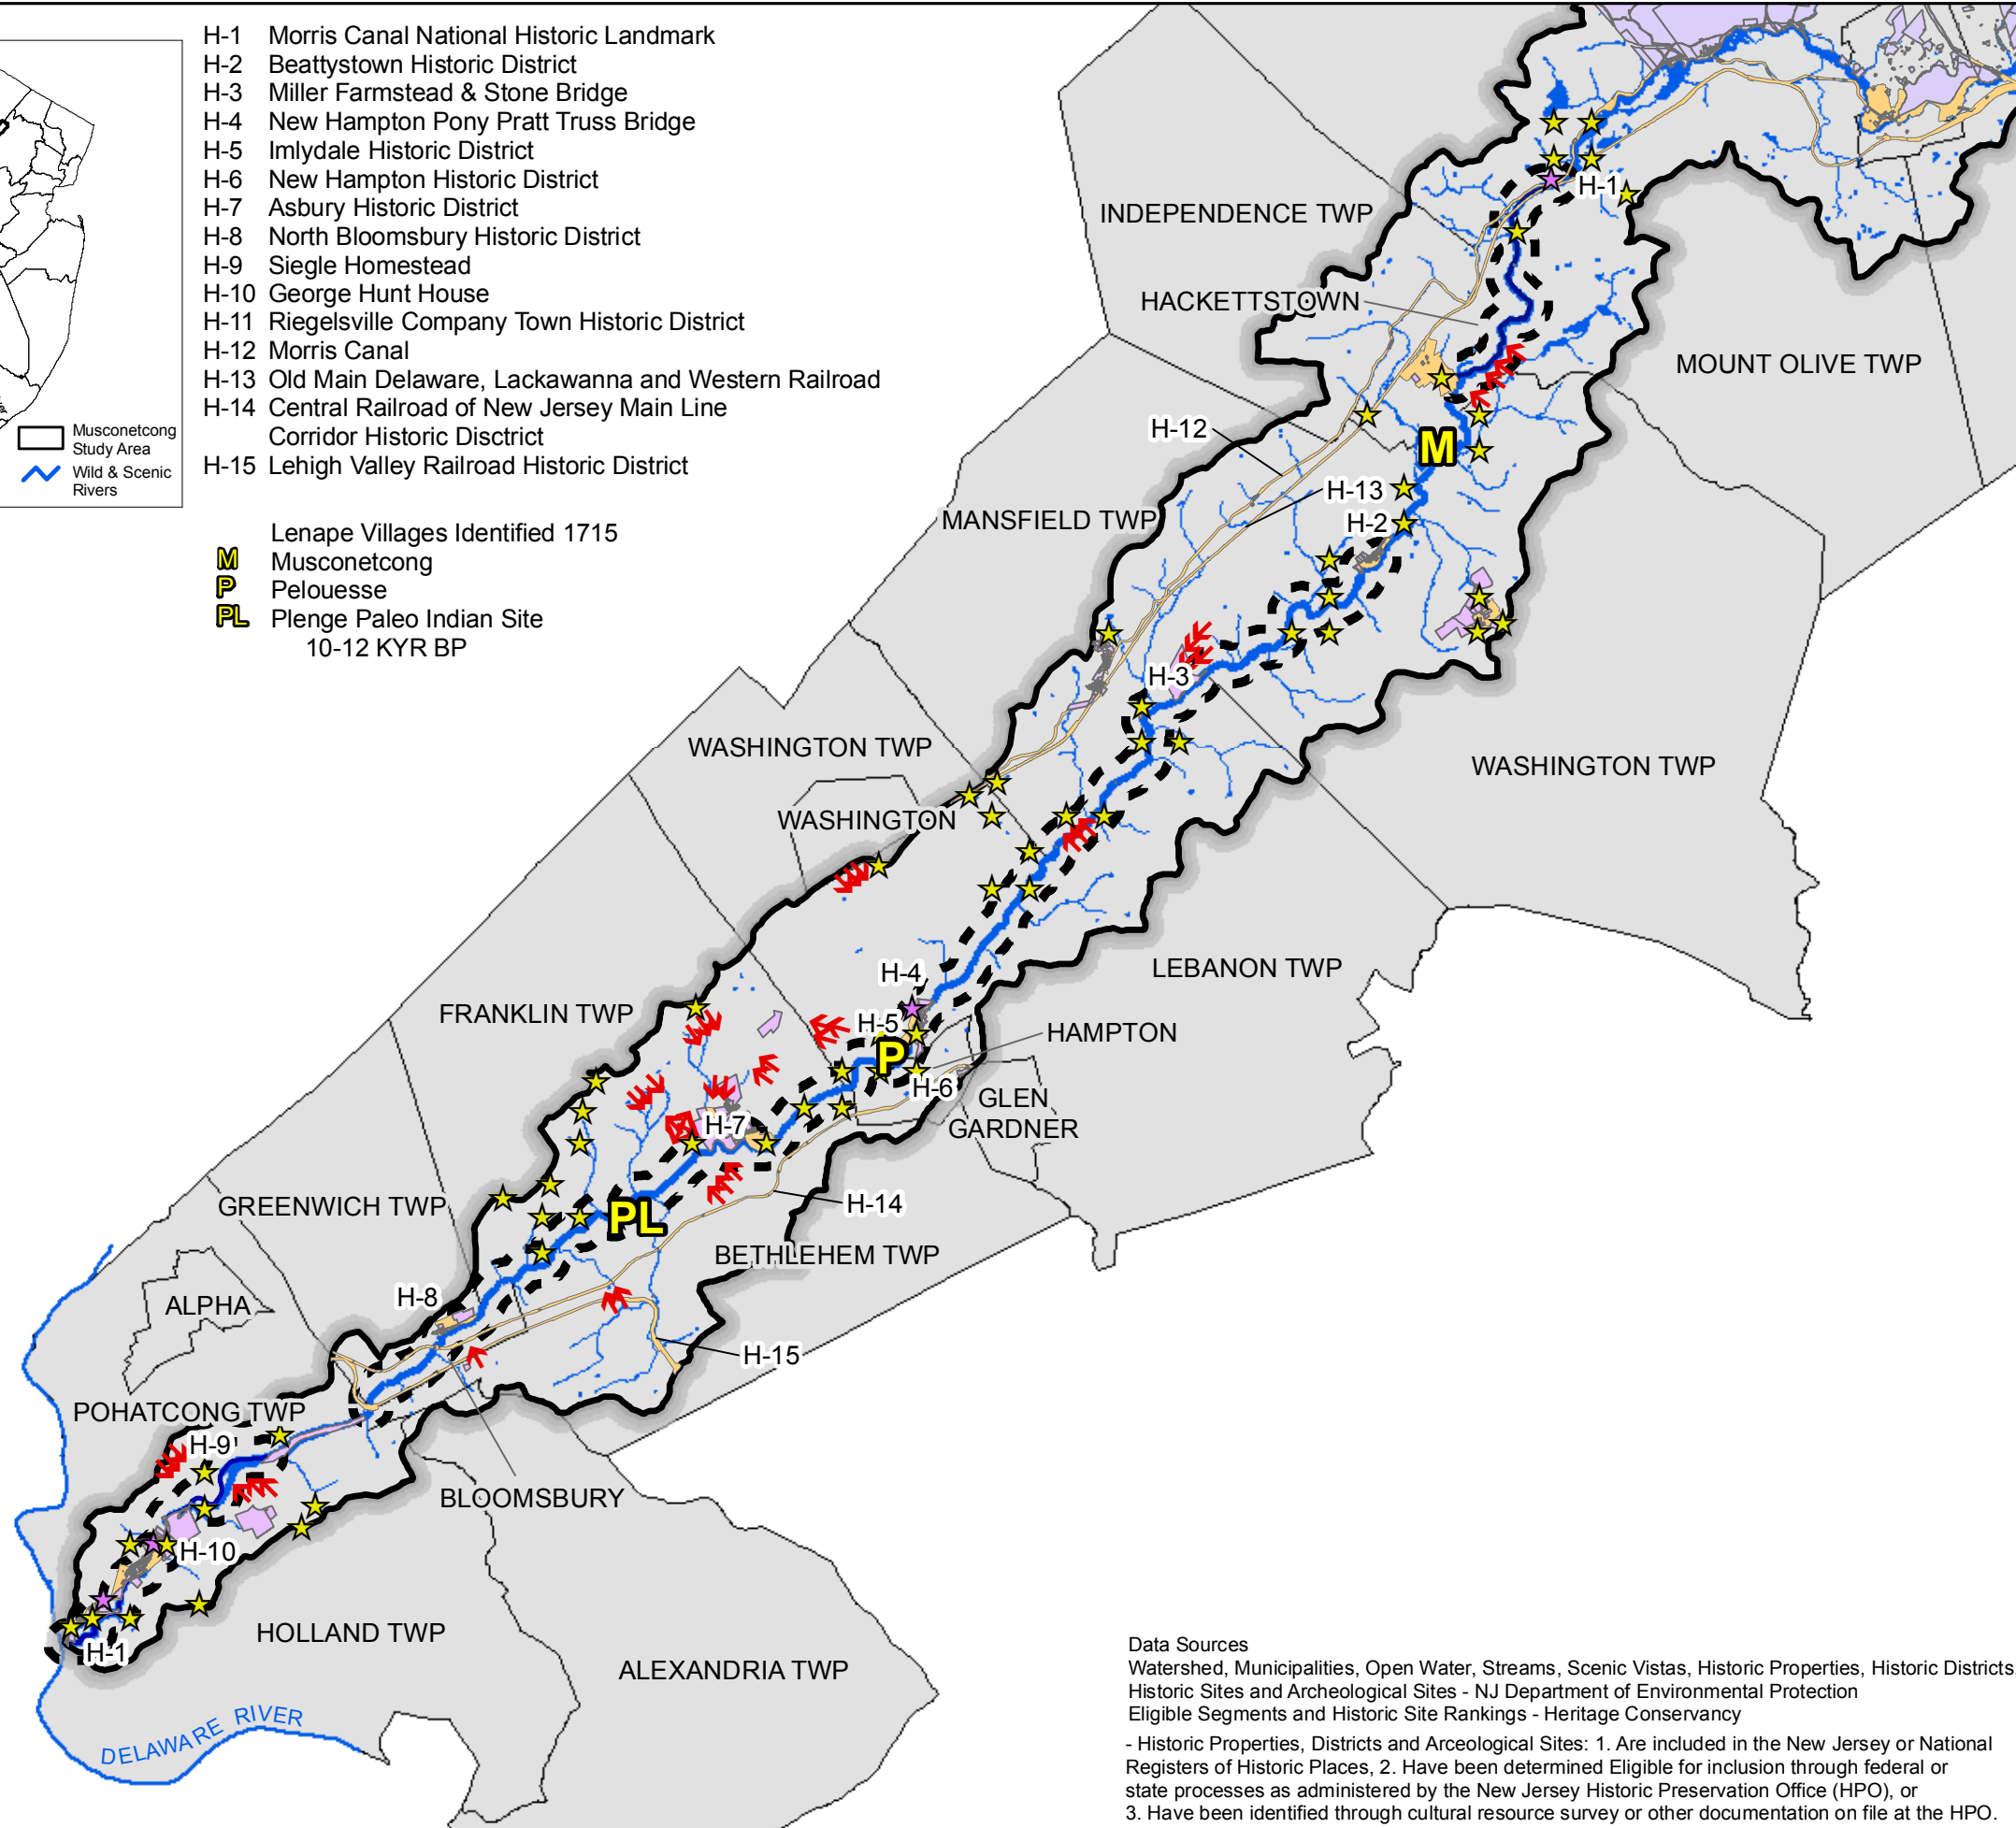 H-1 Morris Canal National Historic Landmark
H-2 Beattystown Historic District
H-3 Miller Farmstead & Stone Bridge
H-4 New Hampton Pony Pratt Truss Bridge
H-5 Imlydale Historic District
H-6 New Hampton Historic District
H-7 Asbury Historic District
H-8 North Bloomsbury Historic District
H-9 Siegle Homestead
H-10 George Hunt House
H-11 Riegelsville Company Town Historic District
H-12 Morris Canal
H-13 Old Main Delaware, Lackawanna and Western Railroad
H-14 Central Railroad of New Jersey Main Line
Corridor Historic Disctrict
H-15 Lehigh Valley Railroad Historic District
Musconetcong
Study Area
Wild & Scenic
Rivers
Lenape Villages Identified 1715
M Musconetcong
P Pelouesse
PL Plenge Paleo Indian Site
10-12 KYR BP
H-1
INDEPENDENCE TWP
HACKETTSTOWN
MOUNT OLIVE TWP
H-12
M
H-13
MANSFIELD TWP
H-2
H-3
WASHINGTON TWP
WASHINGTON TWP
WASHINGTON
LEBANON TWP
H-4
FRANKLIN TWP
H-5
HAMPTON
P
H-6
GLEN
GARDNER
H-7
GREENWICH TWP
H-14
PL
BETHLEHEM TWP
H-8
ALPHA
H-15
POHATCONG TWP
H-9
BLOOMSBURY
H-10
HOLLAND TWP
H-1
ALEXANDRIA TWP
DELAWARE RIVER
Data Sources
Watershed, Municipalities, Open Water, Streams, Scenic Vistas, Historic Properties, Historic Districts,
Historic Sites and Archeological Sites - NJ Department of Environmental Protection
Eligible Segments and Historic Site Rankings - Heritage Conservancy
- Historic Properties, Districts and Arceological Sites: 1. Are included in the New Jersey or National
Registers of Historic Places, 2. Have been determined Eligible for inclusion through federal or
state processes as administered by the New Jersey Historic Preservation Office (HPO), or
3. Have been identified through cultural resource survey or other documentation on file at the HPO.